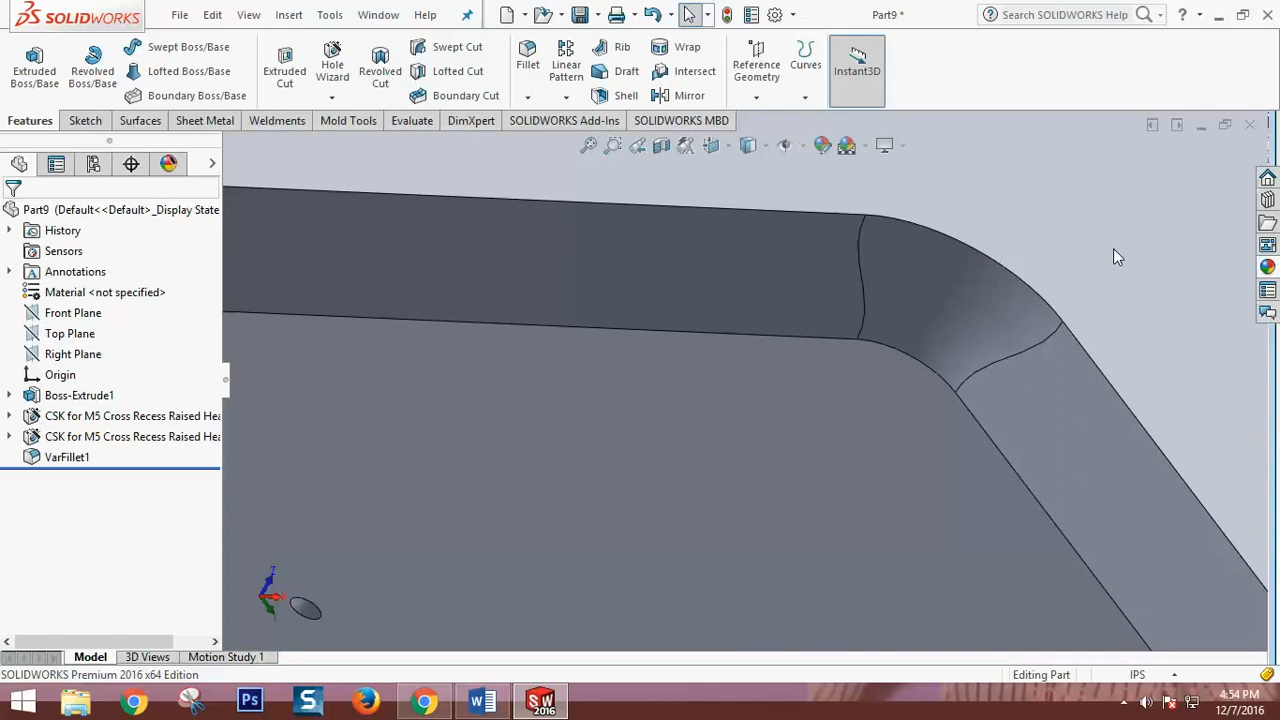 SOLIDWORKS
File Edit View Insert Tools Window Help
Part9 *
Search SOLIDWORKS Help
Extruded Boss/Base
Revolved Boss/Base
Swept Boss/Base
Lofted Boss/Base
Boundary Boss/Base
Extruded Cut
Hole Wizard
Revolved Cut
Swept Cut
Lofted Cut
Boundary Cut
Fillet
Linear Pattern
Rib
Draft
Shell
Wrap
Intersect
Mirror
Reference Geometry
Curves
Instant3D
Features Sketch Surfaces Sheet Metal Weldments Mold Tools Evaluate DimXpert SOLIDWORKS Add-Ins SOLIDWORKS MBD
Part9 (Default<<Default>_Display State
History
Sensors
Annotations
Material <not specified>
Front Plane
Top Plane
Right Plane
Origin
Boss-Extrude1
CSK for M5 Cross Recess Raised Hea
CSK for M5 Cross Recess Raised Hea
VarFillet1
Z
Model 3D Views Motion Study 1
SOLIDWORKS Premium 2016 x64 Edition
Editing Part
IPS
Ps
S
W
SW
2016
4:54 PM
12/7/2016